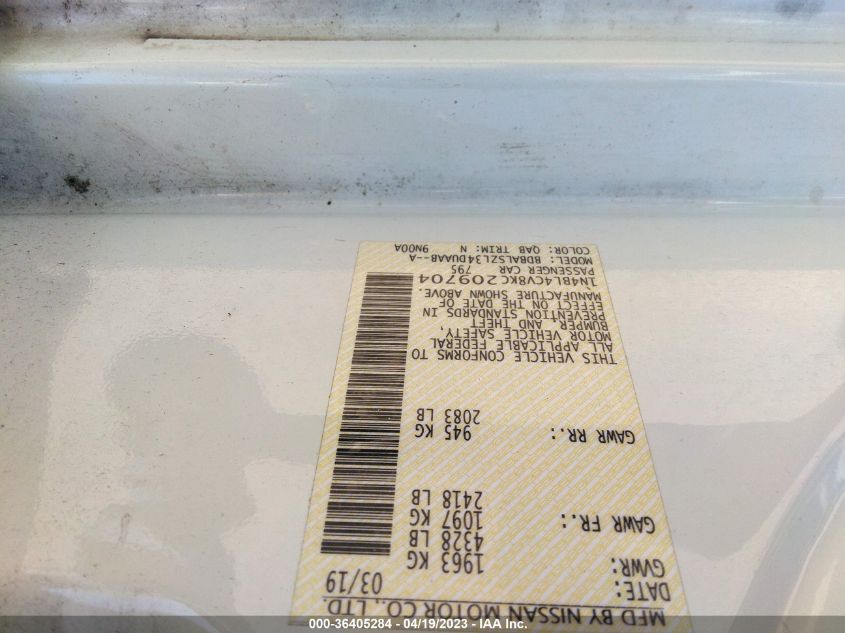 MFD BY NISSAN MOTOR CO., LTD.
DATE: 03/19
GVWR: 1963 KG
4328 LB
GAWR FR.: 1097 KG
2418 LB
GAWR RR.: 945 KG
2083 LB
THIS VEHICLE CONFORMS TO
ALL APPLICABLE FEDERAL
MOTOR VEHICLE SAFETY,
BUMPER, AND THEFT
PREVENTION STANDARDS IN
EFFECT ON THE DATE OF
MANUFACTURE SHOWN ABOVE.
1N4BL4CV8KC209704
PASSENGER CAR 795
MODEL: BDBALSZL34DUAAB--A
COLOR: QAB TRIM: N 9N00A
000-36405284 - 04/19/2023 - IAA Inc.